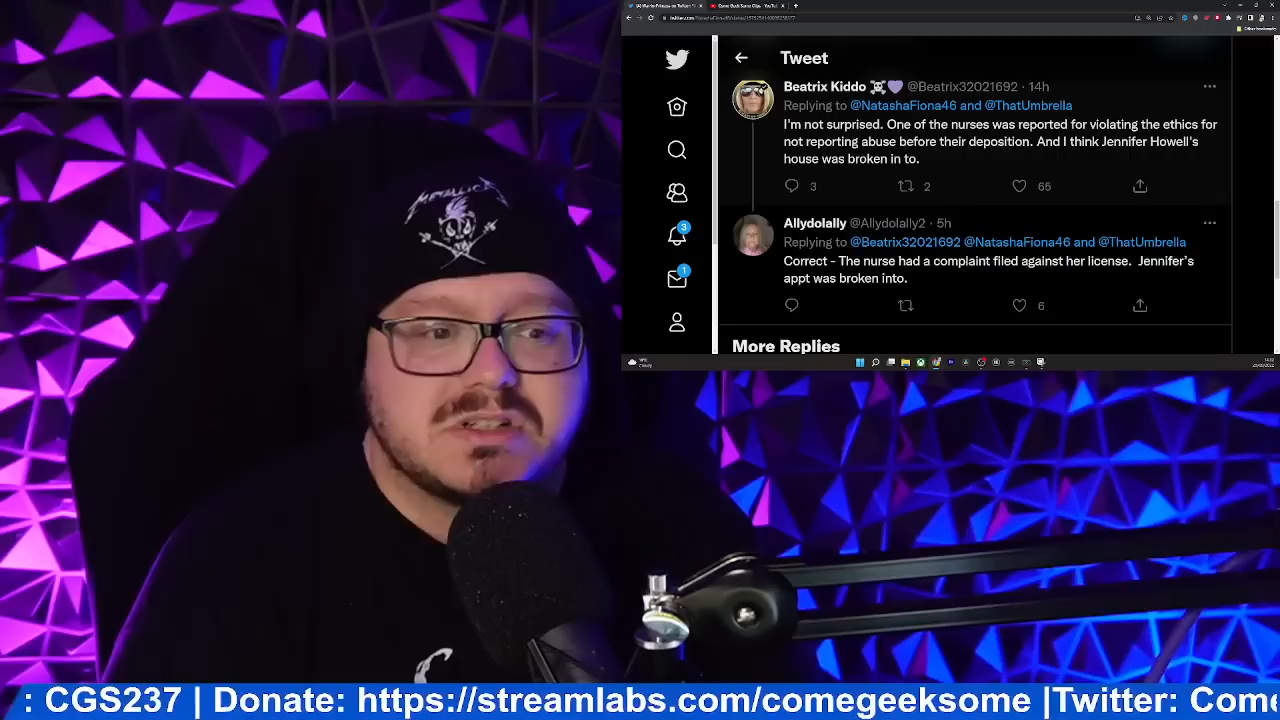 Tweet
Beatrix Kiddo @Beatrix32021692 · 14h
Replying to @NatashaFiona46 and @ThatUmbrella
I'm not surprised. One of the nurses was reported for violating the ethics for
not reporting abuse before their deposition. And I think Jennifer Howell's
house was broken in to.
3 2 65
Allydolally @Allydolally2 · 5h
Replying to @Beatrix32021692 @NatashaFiona46 and @ThatUmbrella
Correct - The nurse had a complaint filed against her license. Jennifer's
appt was broken into.
6
More Replies
3
1
METALLICA
: CGS237 | Donate: https://streamlabs.com/comegeeksome |Twitter: Come